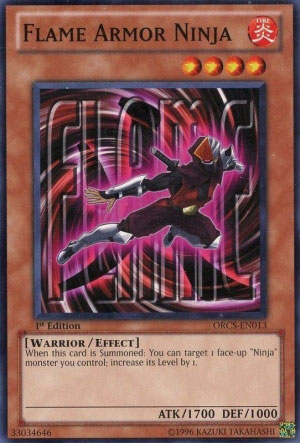 Flame Armor Ninja
FIRE
炎
FLAME
1st Edition
ORCS-EN013
[Warrior / Effect]
When this card is Summoned: You can target 1 face-up "Ninja"
monster you control; increase its Level by 1.
ATK/1700 DEF/1000
33034646
©1996 KAZUKI TAKAHASHI